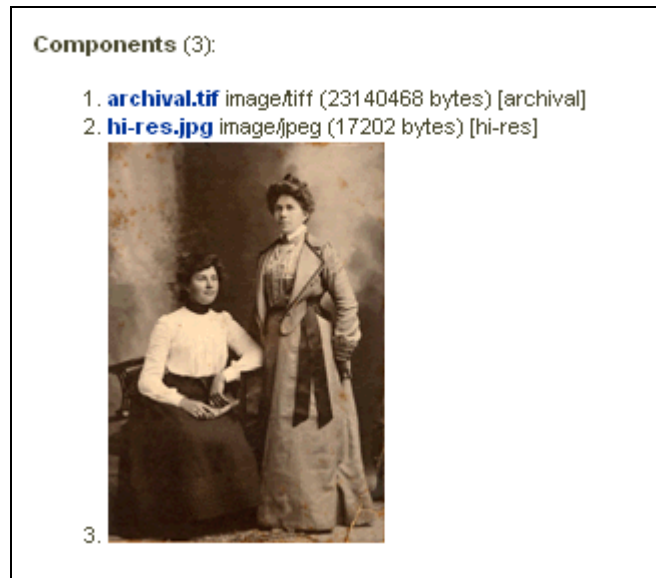 Components (3):
1. archival.tif image/tiff (23140468 bytes) [archival]
2. hi-res.jpg image/jpeg (17202 bytes) [hi-res]
3.